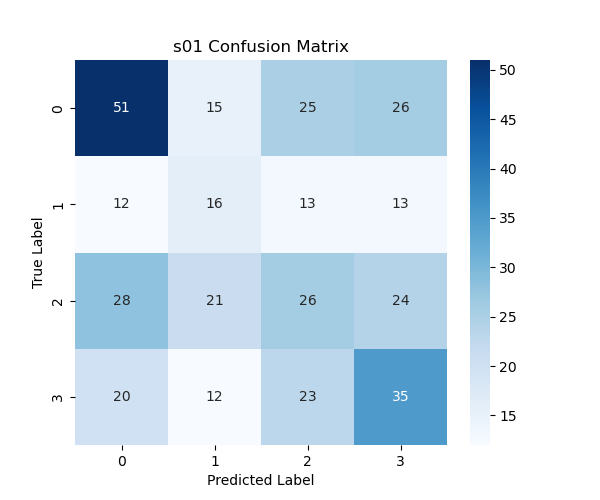 s01 Confusion Matrix
0 51 15 25 26
1 12 16 13 13
2 28 21 26 24
3 20 12 23 35
0 1 2 3
True Label
Predicted Label
50
45
40
35
30
25
20
15